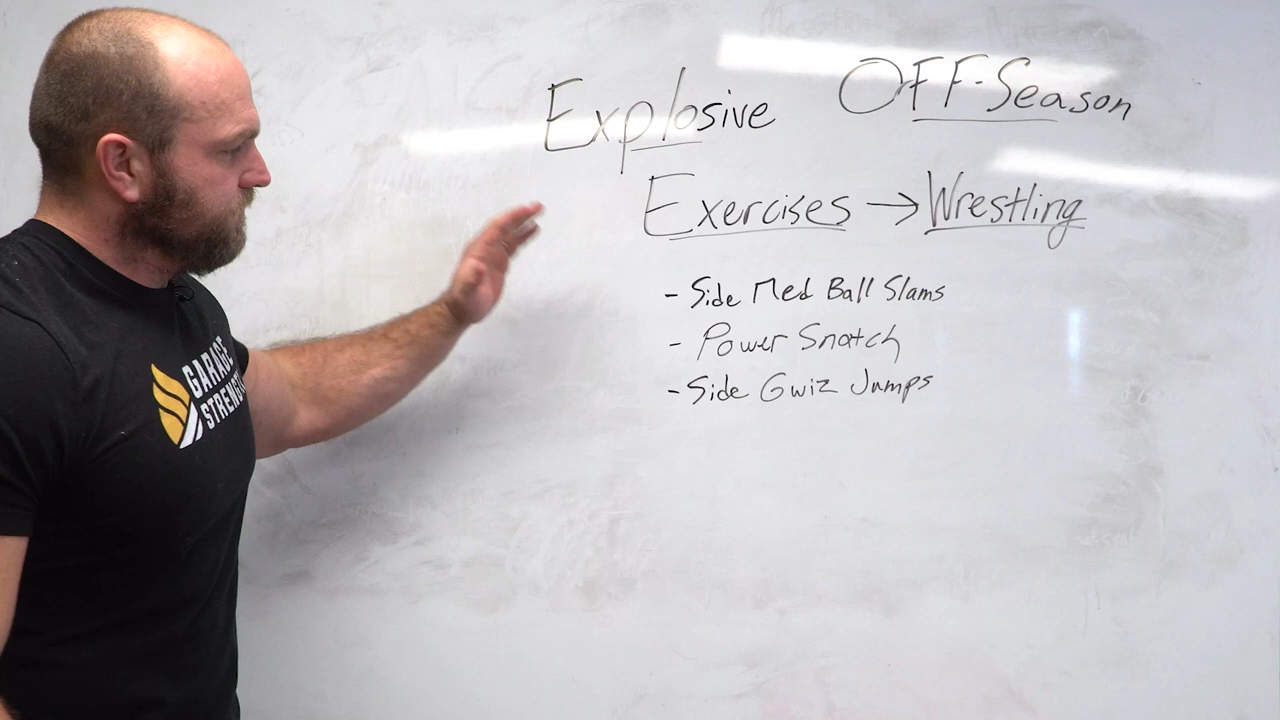 Explosive OFF-Season
Exercises → Wrestling
- Side Med Ball Slams
- Power Snatch
- Side Gwiz Jumps
GARAGE
STRENGTH